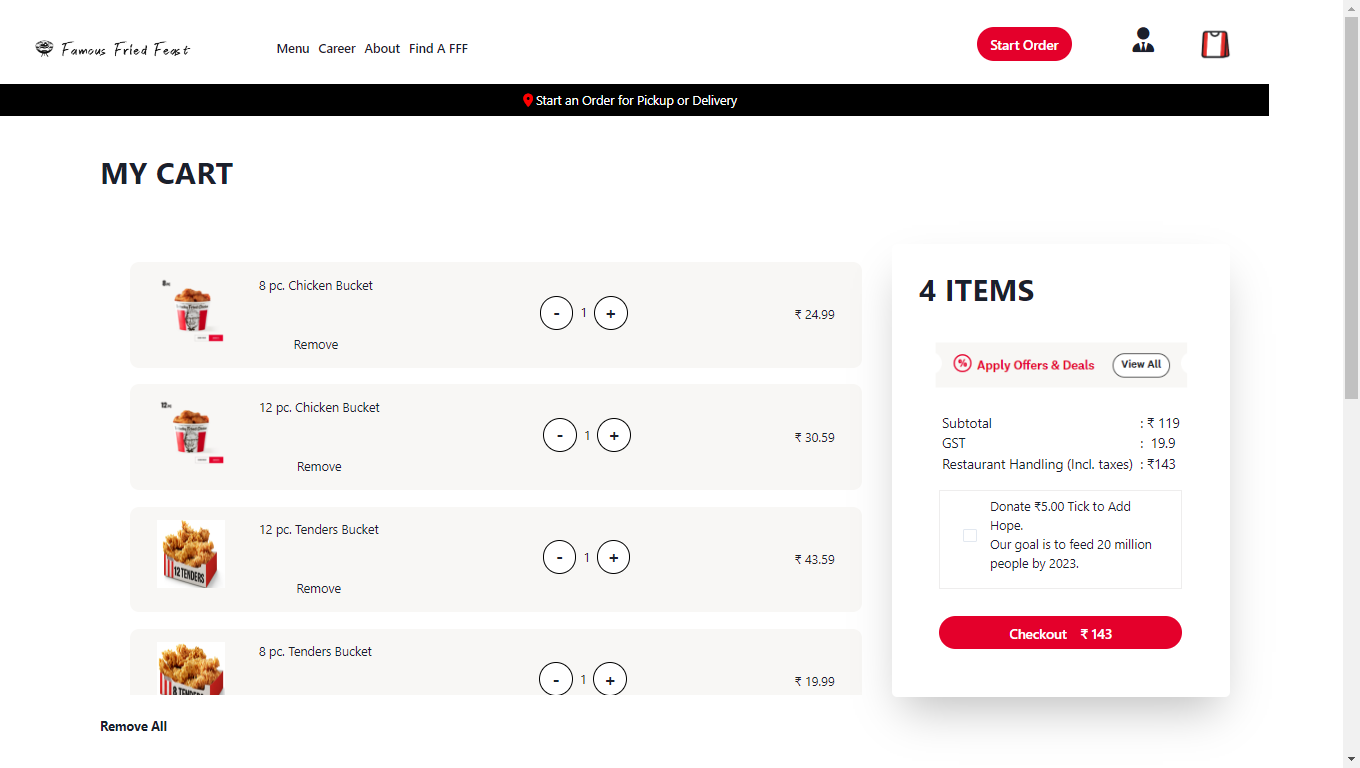 Famous Fried Feast
Menu Career About Find A FFF
Start Order
Start an Order for Pickup or Delivery
MY CART
8 pc. Chicken Bucket
- 1 +
₹ 24.99
Remove
12 pc. Chicken Bucket
- 1 +
₹ 30.59
Remove
12 TENDERS
12 pc. Tenders Bucket
- 1 +
₹ 43.59
Remove
8 TENDERS
8 pc. Tenders Bucket
- 1 +
₹ 19.99
Remove All
4 ITEMS
% Apply Offers & Deals
View All
Subtotal : ₹ 119
GST : 19.9
Restaurant Handling (Incl. taxes) : ₹143
Donate ₹5.00 Tick to Add
Hope.
Our goal is to feed 20 million
people by 2023.
Checkout ₹ 143